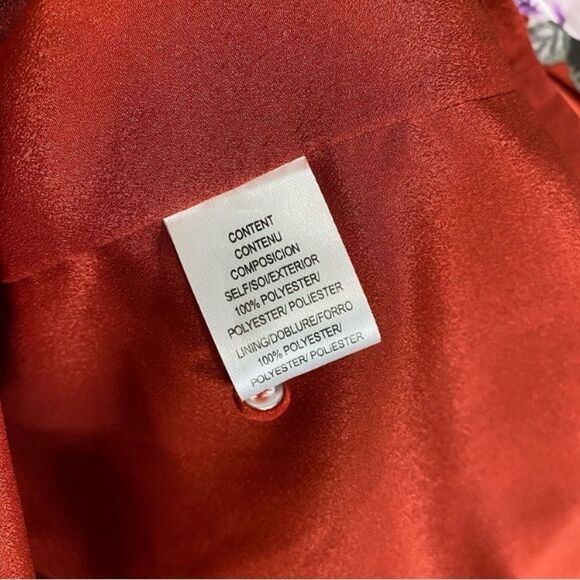 CONTENT
CONTENU
COMPOSICION
SELF/SOI/EXTERIOR
100% POLYESTER/
POLYESTER/ POLIESTER
LINING/DOBLURE/FORRO
100% POLYESTER/
POLYESTER/ POLIESTER